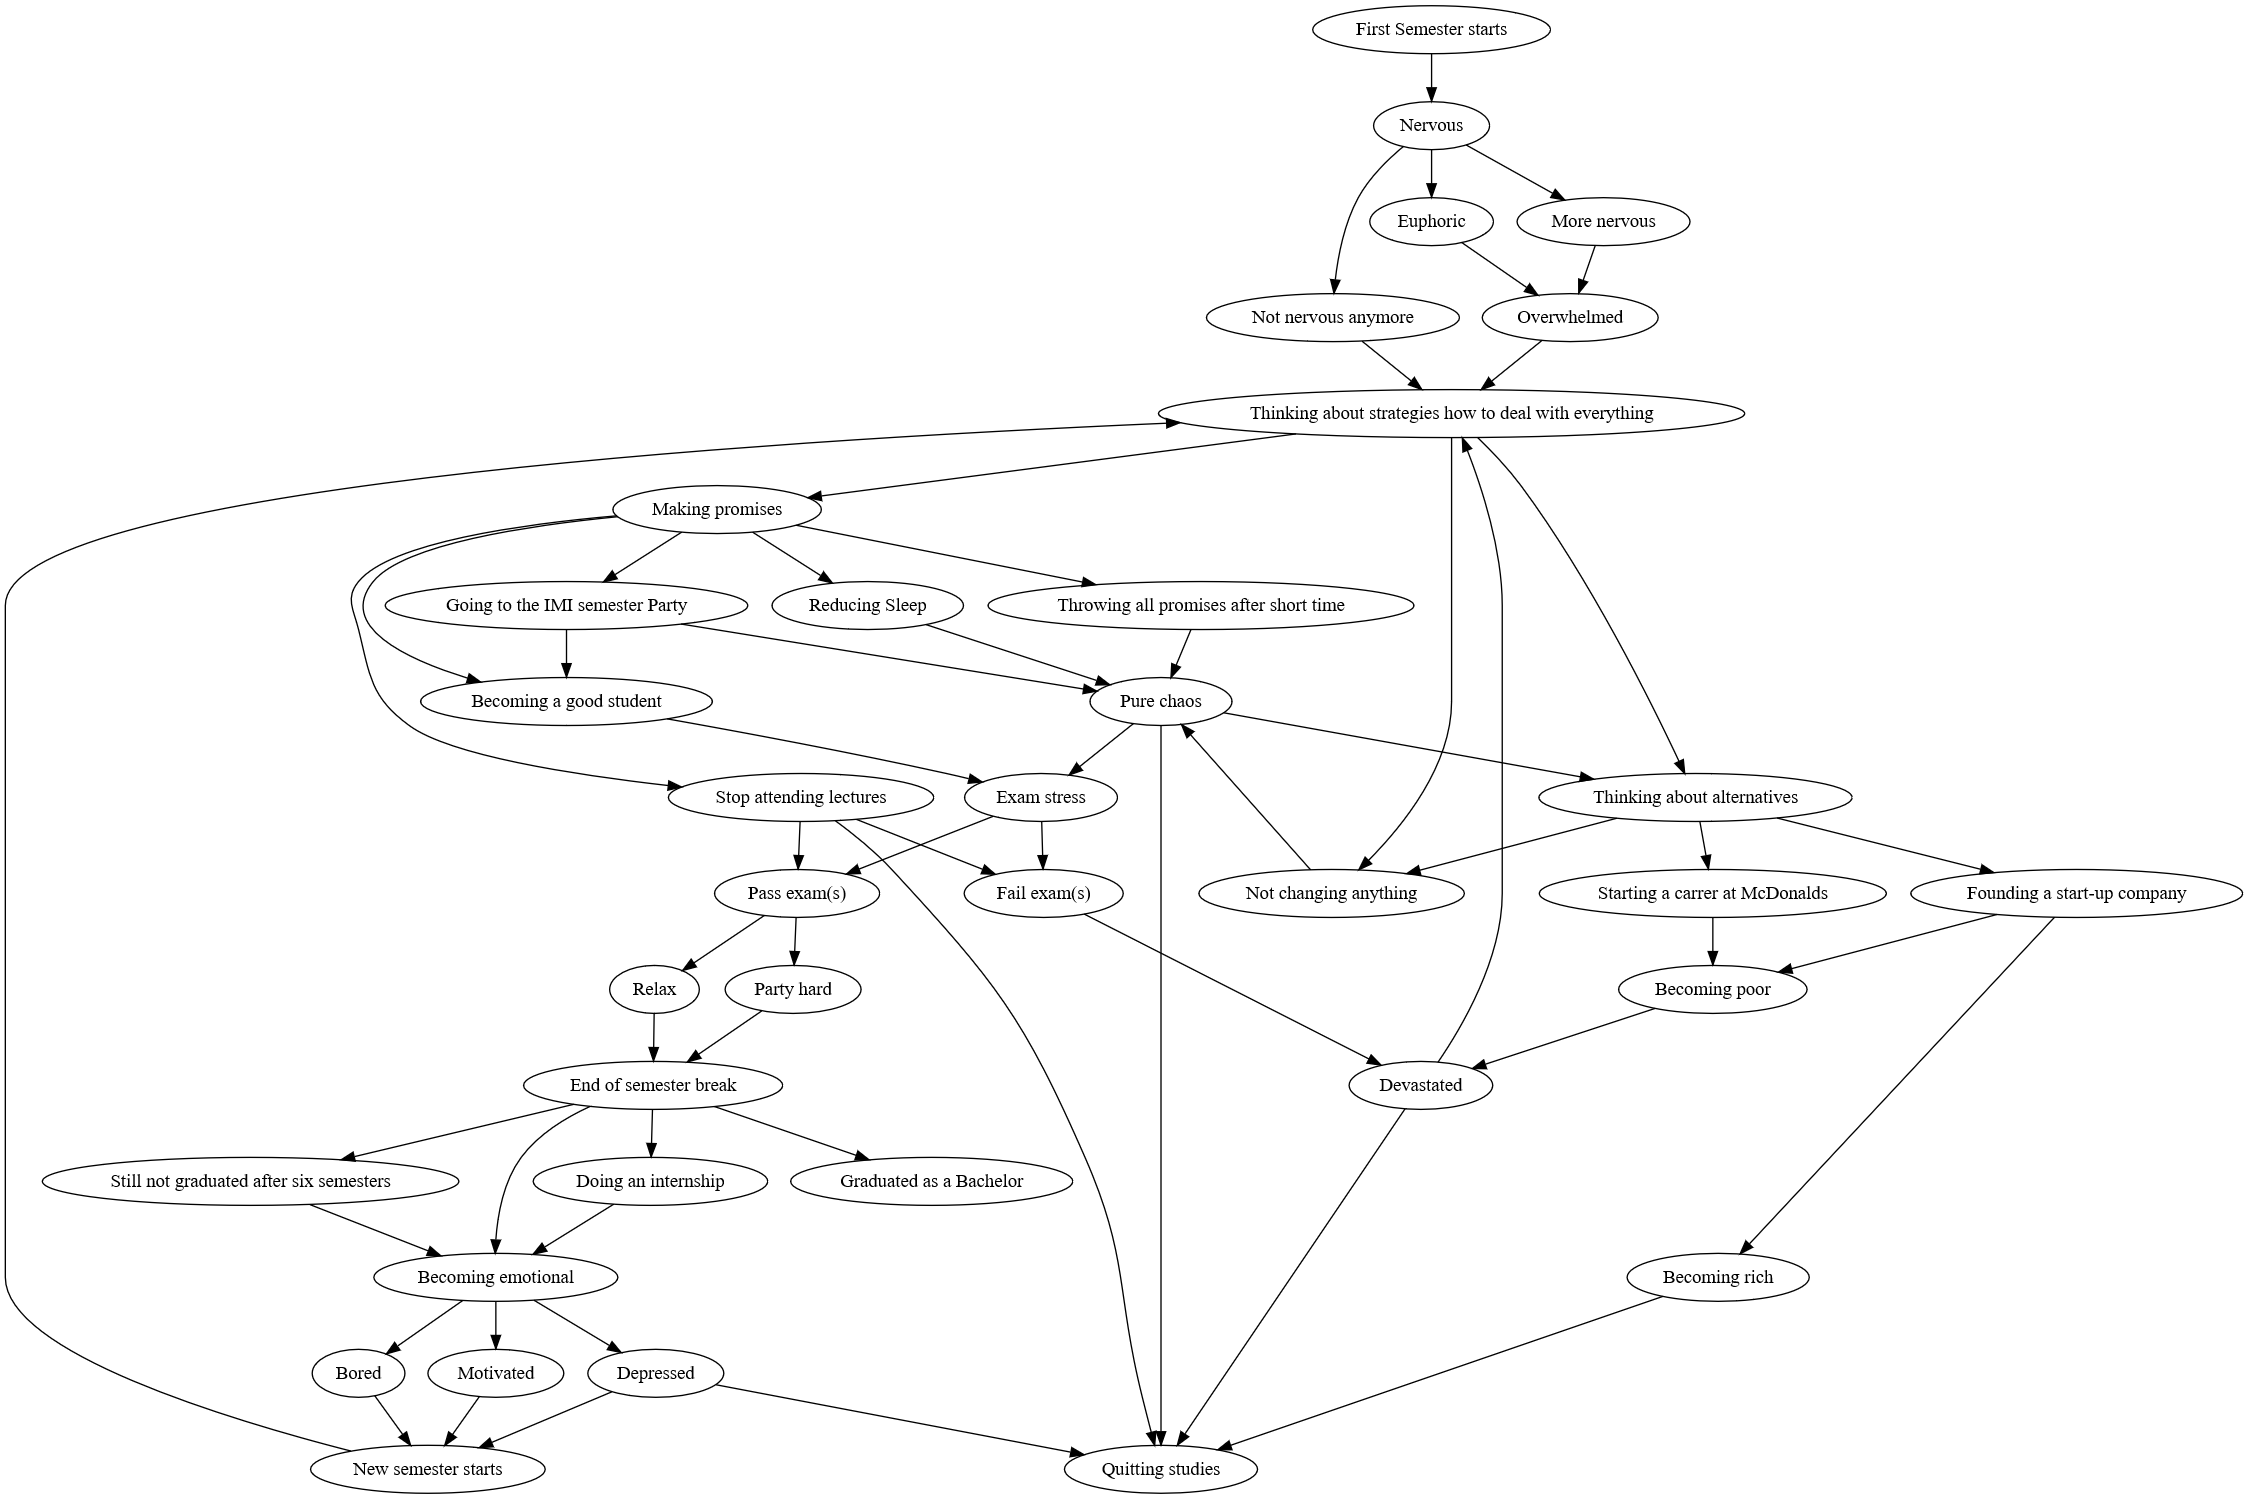 First Semester starts
Nervous
Euphoric
More nervous
Not nervous anymore
Overwhelmed
Thinking about strategies how to deal with everything
Making promises
Going to the IMI semester Party
Reducing Sleep
Throwing all promises after short time
Becoming a good student
Pure chaos
Stop attending lectures
Exam stress
Thinking about alternatives
Pass exam(s)
Fail exam(s)
Not changing anything
Starting a carrer at McDonalds
Founding a start-up company
Relax
Party hard
Becoming poor
End of semester break
Devastated
Still not graduated after six semesters
Doing an internship
Graduated as a Bachelor
Becoming emotional
Becoming rich
Bored
Motivated
Depressed
New semester starts
Quitting studies